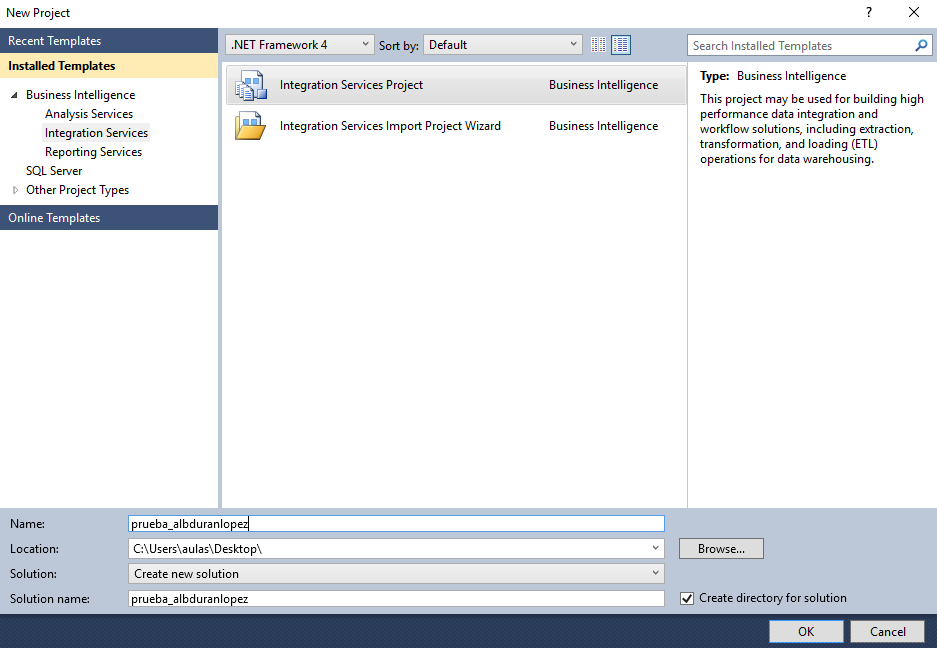 New Project
?
Recent Templates
Installed Templates
Business Intelligence
Analysis Services
Integration Services
Reporting Services
SQL Server
Other Project Types
Online Templates
.NET Framework 4
Sort by:
Default
Integration Services Project
Business Intelligence
Integration Services Import Project Wizard
Business Intelligence
Search Installed Templates
Type: Business Intelligence
This project may be used for building high
performance data integration and
workflow solutions, including extraction,
transformation, and loading (ETL)
operations for data warehousing.
Name:
prueba_albduranlopez
Location:
C:\Users\aulas\Desktop\
Browse...
Solution:
Create new solution
Solution name:
prueba_albduranlopez
Create directory for solution
OK
Cancel